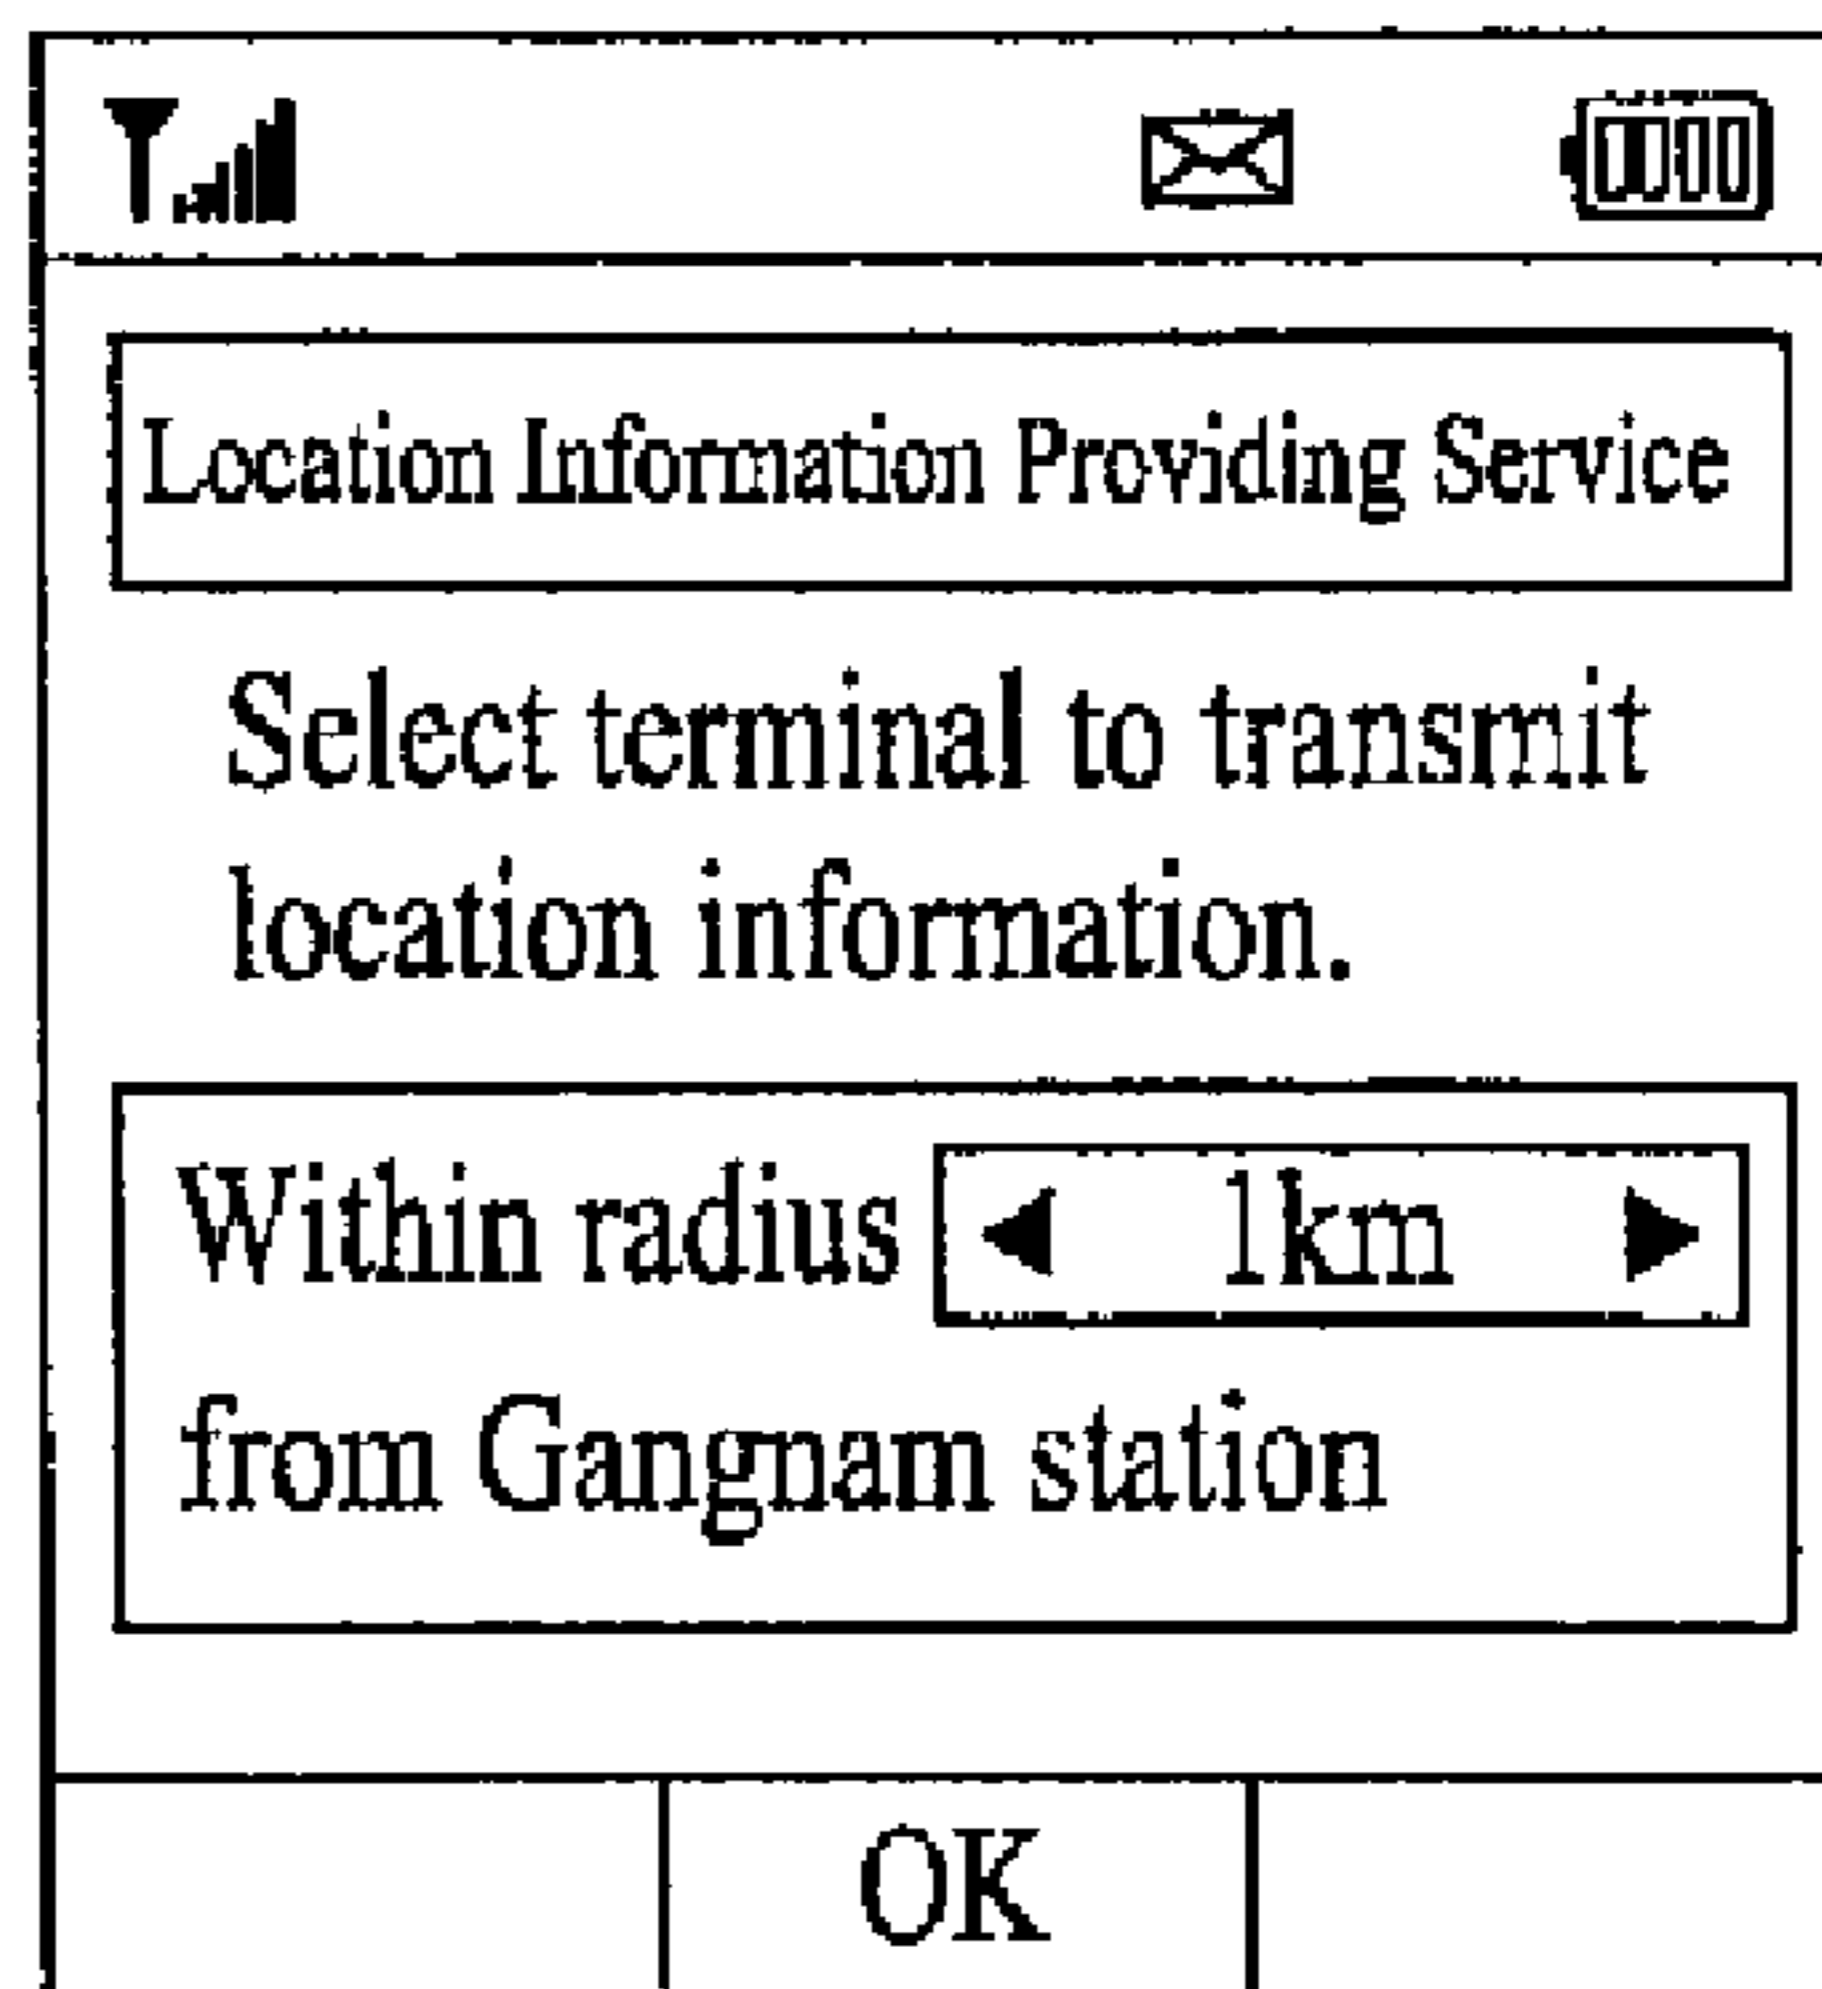 Location Information Providing Service
Select terminal to transmit
location information.
Within radius 1km
from Gangnam station
OK